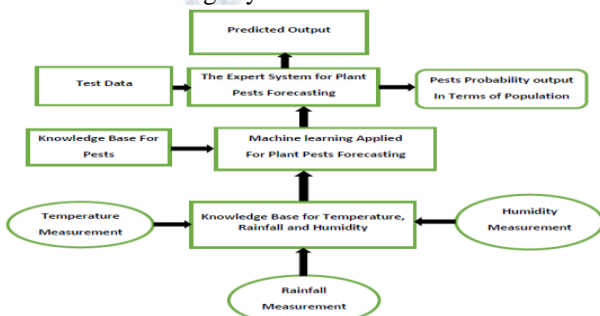 Predicted Output
Test Data
The Expert System for Plant
Pests Forecasting
Pests Probability output
In Terms of Population
Knowledge Base For
Pests
Machine learning Applied
For Plant Pests Forecasting
Temperature
Measurement
Knowledge Base for Temperature,
Rainfall and Humidity
Humidity
Measurement
Rainfall
Measurement